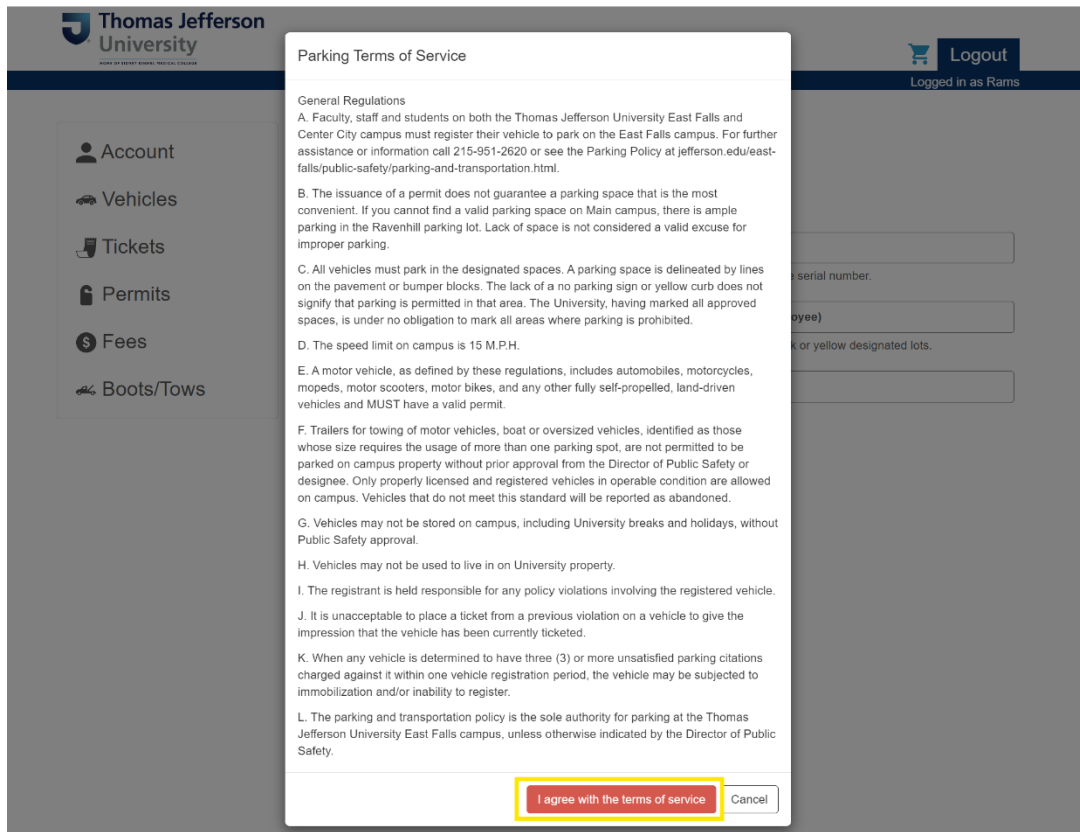 Thomas Jefferson
University
HOME OF SIDNEY KIMMEL MEDICAL COLLEGE
Logout
Logged in as Rams
Account
Vehicles
Tickets
Permits
Fees
Boots/Tows
Parking Terms of Service
General Regulations
A. Faculty, staff and students on both the Thomas Jefferson University East Falls and
Center City campus must register their vehicle to park on the East Falls campus. For further
assistance or information call 215-951-2620 or see the Parking Policy at jefferson.edu/east-
falls/public-safety/parking-and-transportation.html.
B. The issuance of a permit does not guarantee a parking space that is the most
convenient. If you cannot find a valid parking space on Main campus, there is ample
parking in the Ravenhill parking lot. Lack of space is not considered a valid excuse for
improper parking.
C. All vehicles must park in the designated spaces. A parking space is delineated by lines
on the pavement or bumper blocks. The lack of a no parking sign or yellow curb does not
signify that parking is permitted in that area. The University, having marked all approved
spaces, is under no obligation to mark all areas where parking is prohibited.
D. The speed limit on campus is 15 M.P.H.
E. A motor vehicle, as defined by these regulations, includes automobiles, motorcycles,
mopeds, motor scooters, motor bikes, and any other fully self-propelled, land-driven
vehicles and MUST have a valid permit.
F. Trailers for towing of motor vehicles, boat or oversized vehicles, identified as those
whose size requires the usage of more than one parking spot, are not permitted to be
parked on campus property without prior approval from the Director of Public Safety or
designee. Only properly licensed and registered vehicles in operable condition are allowed
on campus. Vehicles that do not meet this standard will be reported as abandoned.
G. Vehicles may not be stored on campus, including University breaks and holidays, without
Public Safety approval.
H. Vehicles may not be used to live in on University property.
I. The registrant is held responsible for any policy violations involving the registered vehicle.
J. It is unacceptable to place a ticket from a previous violation on a vehicle to give the
impression that the vehicle has been currently ticketed.
K. When any vehicle is determined to have three (3) or more unsatisfied parking citations
charged against it within one vehicle registration period, the vehicle may be subjected to
immobilization and/or inability to register.
L. The parking and transportation policy is the sole authority for parking at the Thomas
Jefferson University East Falls campus, unless otherwise indicated by the Director of Public
Safety.
I agree with the terms of service
Cancel
serial number.
oyee)
or yellow designated lots.